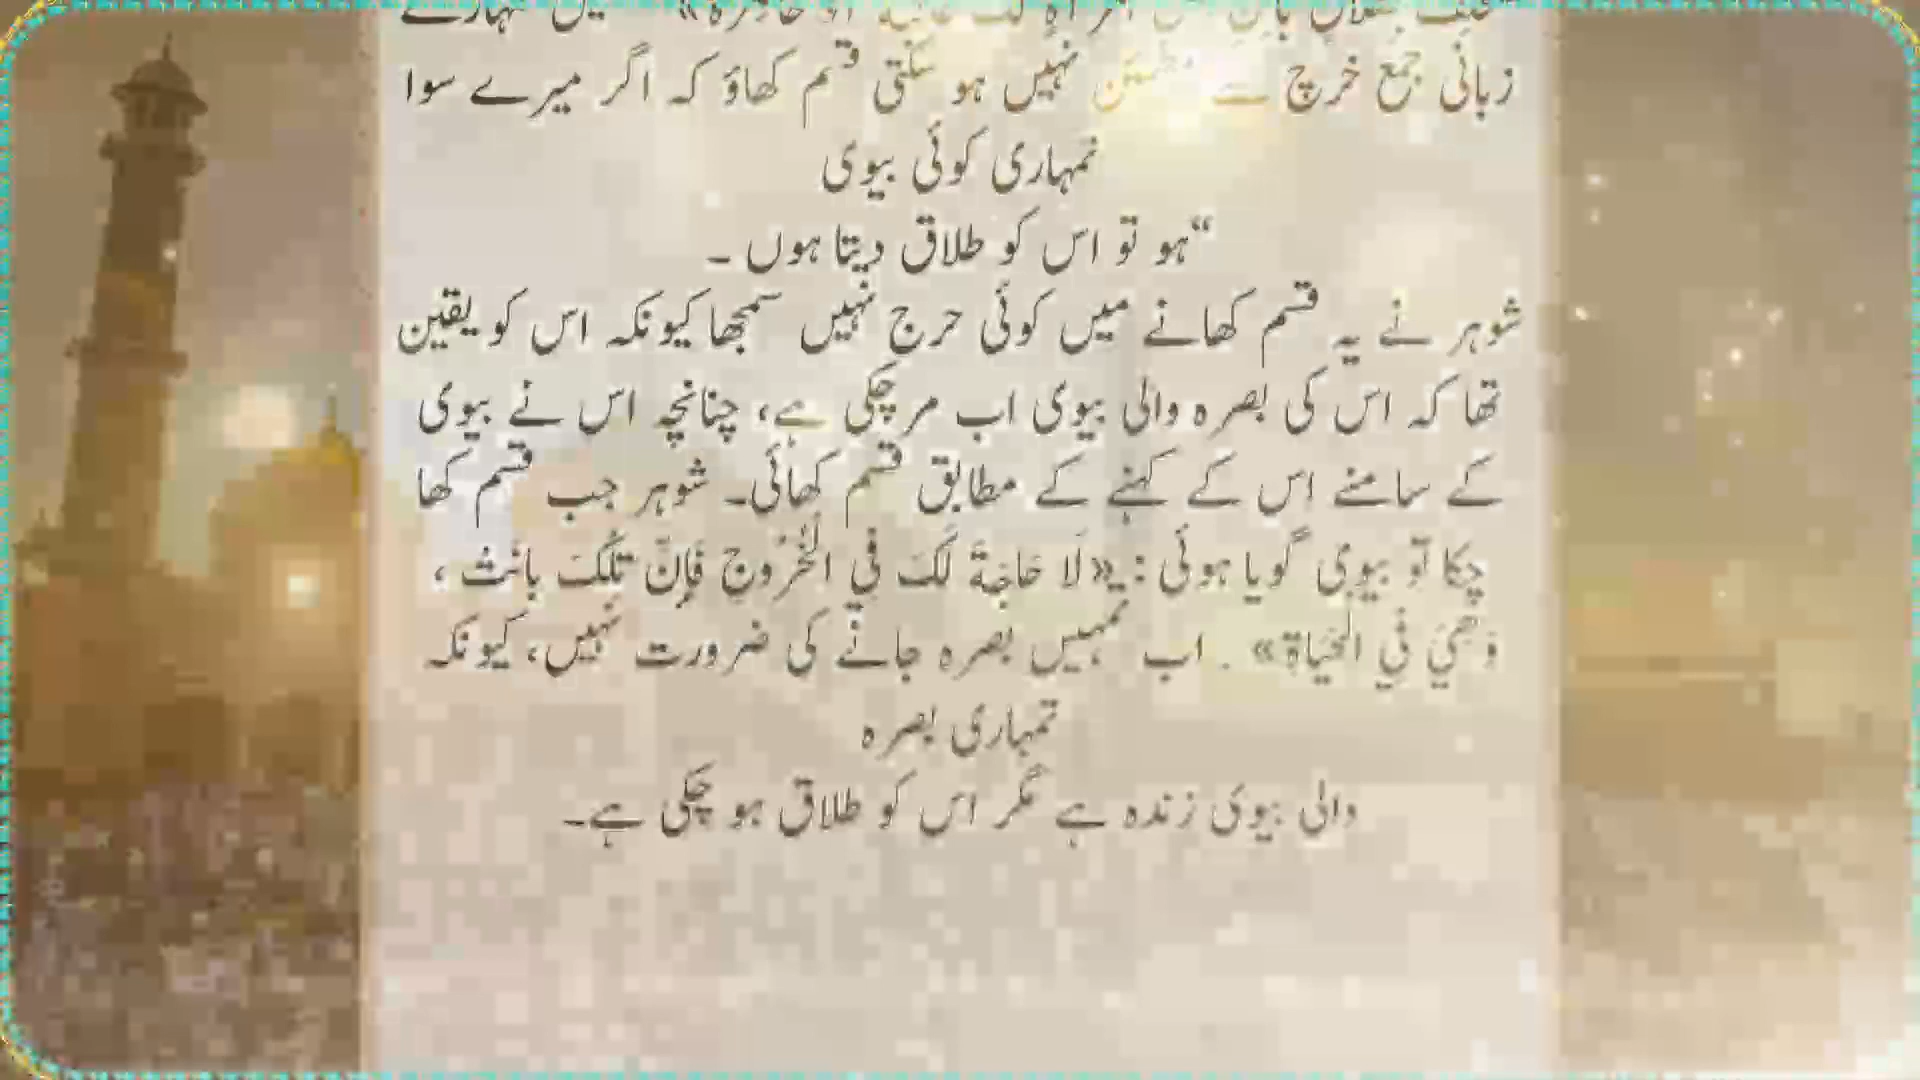 زبانی جمع خرچ سے مطمئن نہیں ہو سکتی قسم کھاؤ کہ اگر میرے سوا
تمہاری کوئی بیوی
“ہو تو اس کو طلاق دیتا ہوں ۔
شوہر نے یہ قسم کھانے میں کوئی حرج نہیں سمجھا کیونکہ اس کو یقین
تھا کہ اس کی بصرہ والی بیوی اب مر چکی ہے، چنانچہ اس نے بیوی
کے سامنے اس کے کہنے کے مطابق قسم کھائی۔ شوہر جب قسم کھا
چکا تو بیوی گویا ہوئی : «لَا حَاجَةَ لَكَ فِي الْخُرُوجِ فَإِنَّ تِلْكَ بَانَتْ ،
وَهِيَ فِي الْحَيَاةِ» . اب تمہیں بصرہ جانے کی ضرورت نہیں، کیونکہ
تمہاری بصرہ
والی بیوی زندہ ہے مگر اس کو طلاق ہو چکی ہے۔